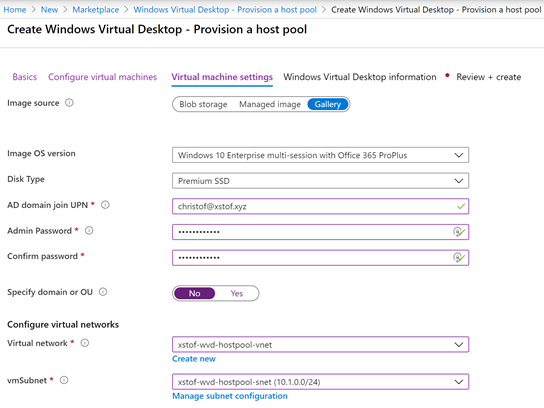 Home > New > Marketplace > Windows Virtual Desktop - Provision a host pool > Create Windows Virtual Desktop - Provision a host pool
Create Windows Virtual Desktop - Provision a host pool
Basics Configure virtual machines Virtual machine settings Windows Virtual Desktop information Review + create
Image source Blob storage Managed image Gallery
Image OS version Windows 10 Enterprise multi-session with Office 365 ProPlus
Disk Type Premium SSD
AD domain join UPN * christof@xstof.xyz
Admin Password * ••••••••••••
Confirm password * ••••••••••••
Specify domain or OU No Yes
Configure virtual networks
Virtual network * xstof-wvd-hostpool-vnet
Create new
vmSubnet * xstof-wvd-hostpool-snet (10.1.0.0/24)
Manage subnet configuration